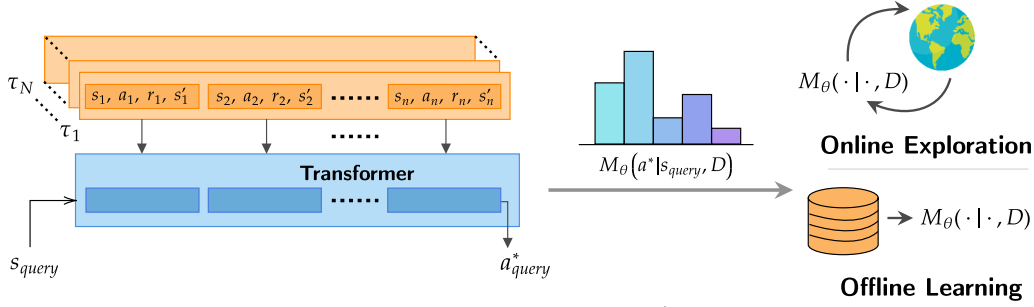 τ_N
τ_1
s_1, a_1, r_1, s'_1
s_2, a_2, r_2, s'_2
s_n, a_n, r_n, s'_n
Transformer
s_query
a*_query
M_θ(a*|s_query, D)
M_θ(· | ·, D)
Online Exploration
M_θ(· | ·, D)
Offline Learning